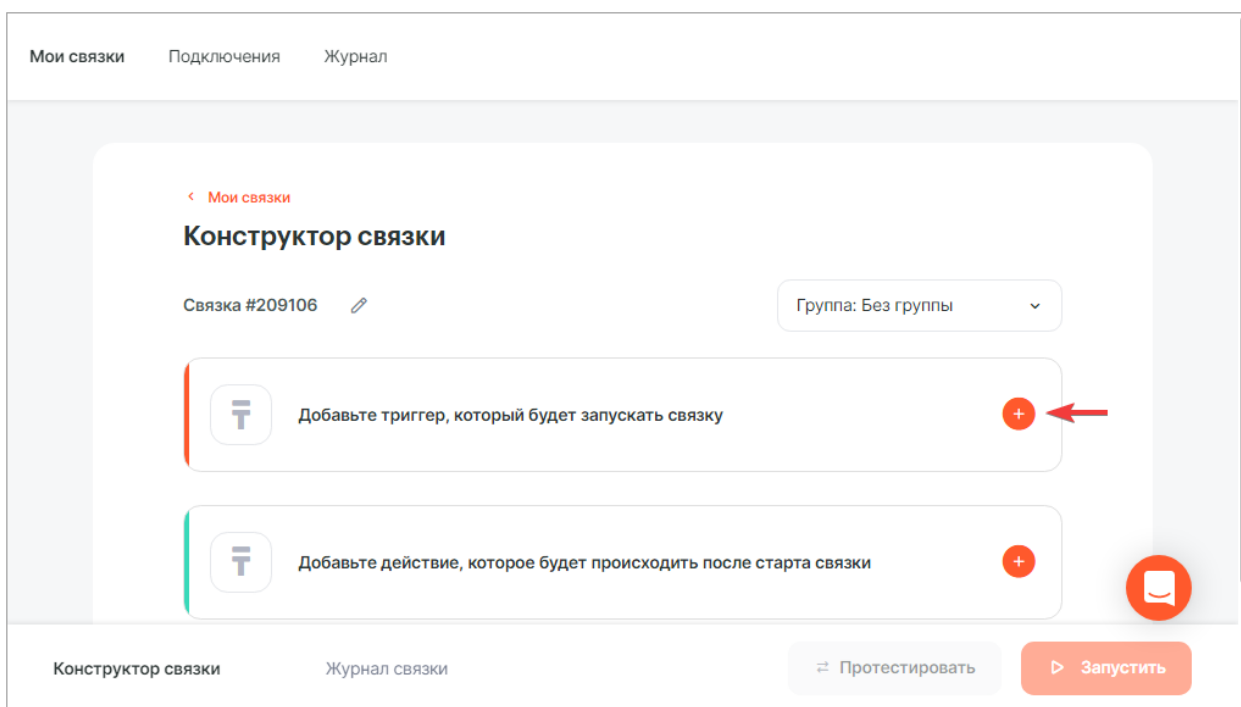 Мои связки Подключения Журнал
Мои связки
Конструктор связки
Связка #209106
Группа: Без группы
Добавьте триггер, который будет запускать связку
Добавьте действие, которое будет происходить после старта связки
Конструктор связки Журнал связки Протестировать Запустить